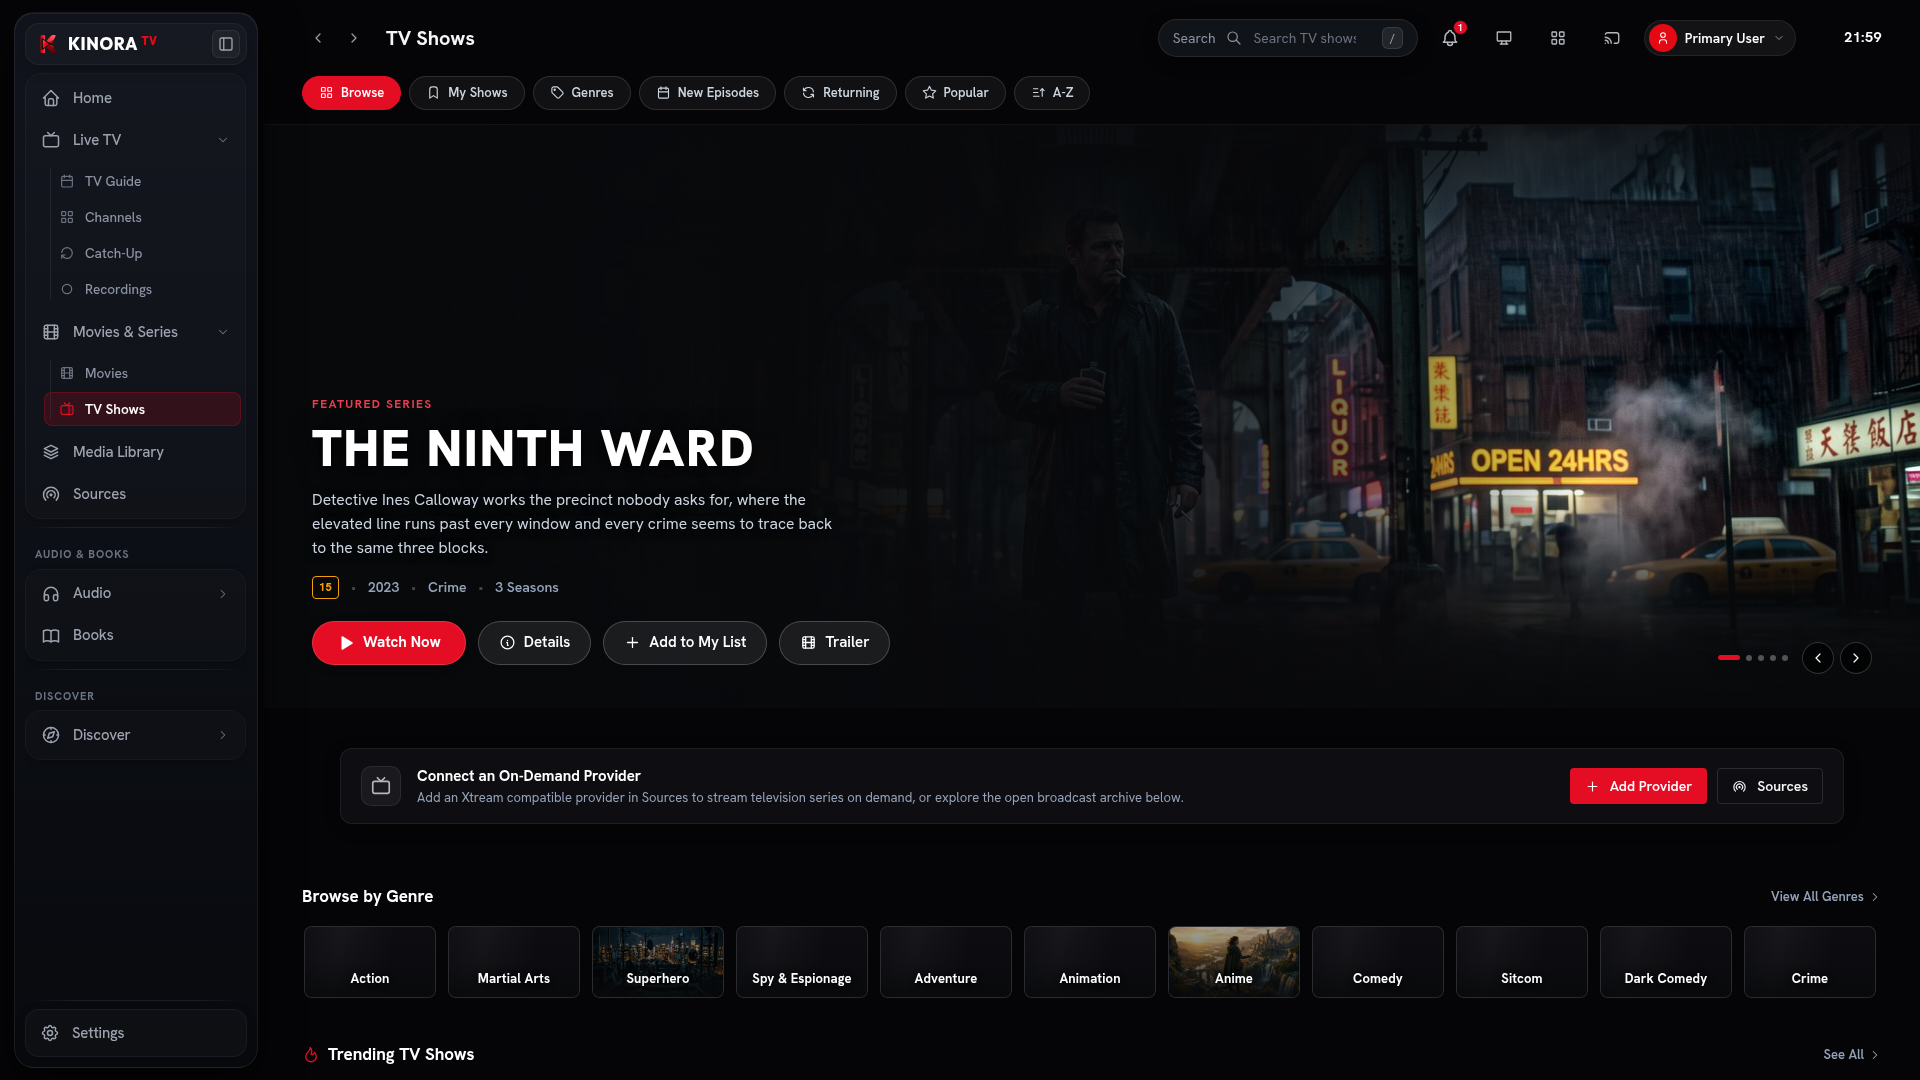 KINORA TV
Home
Live TV
TV Guide
Channels
Catch-Up
Recordings
Movies & Series
Movies
TV Shows
Media Library
Sources
AUDIO & BOOKS
Audio
Books
DISCOVER
Discover
Settings
TV Shows
Search Search TV shows /
1
Primary User
21:59
Browse My Shows Genres New Episodes Returning Popular A-Z
LIQUOR
OPEN 24HRS
24HRS
天
飯店
FEATURED SERIES
THE NINTH WARD
Detective Ines Calloway works the precinct nobody asks for, where the
elevated line runs past every window and every crime seems to trace back
to the same three blocks.
15 • 2023 • Crime • 3 Seasons
Watch Now Details Add to My List Trailer
Connect an On-Demand Provider
Add an Xtream compatible provider in Sources to stream television series on demand, or explore the open broadcast archive below.
Add Provider Sources
Browse by Genre
View All Genres
Action Martial Arts Superhero Spy & Espionage Adventure Animation Anime Comedy Sitcom Dark Comedy Crime
Trending TV Shows
See All